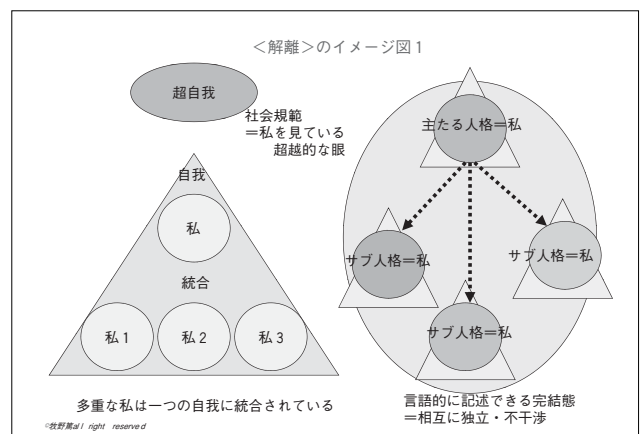 ＜解離＞のイメージ図1
超自我
社会規範
＝私を見ている
超越的な眼
自我
私
統合
私1
私2
私3
多重な私は一つの自我に統合されている
主たる人格＝私
サブ人格＝私
サブ人格＝私
サブ人格＝私
言語的に記述できる完結態
＝相互に独立・不干渉
©牧野篤all right reserved